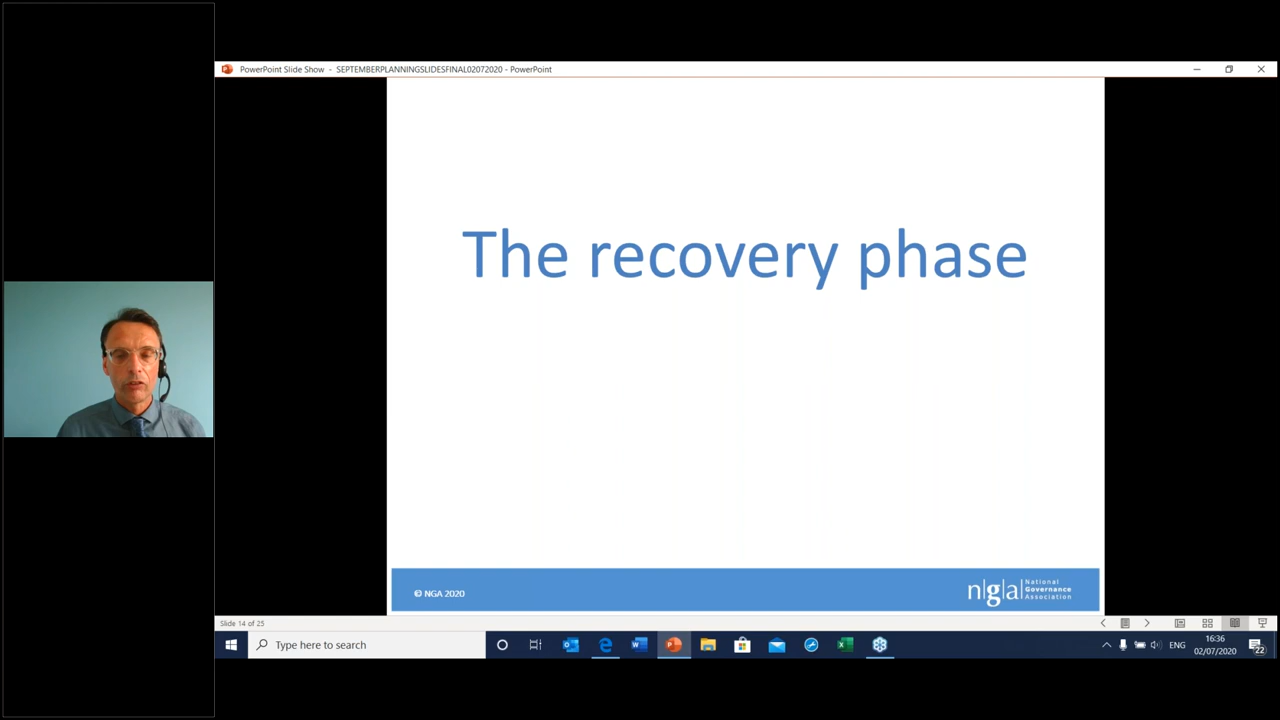 PowerPoint Slide Show - SEPTEMBERPLANNINGSLIDESFINAL02072020 - PowerPoint
The recovery phase
© NGA 2020
n|g|a
National
Governance
Association
Slide 14 of 25
Type here to search
ENG
16:36
02/07/2020
22